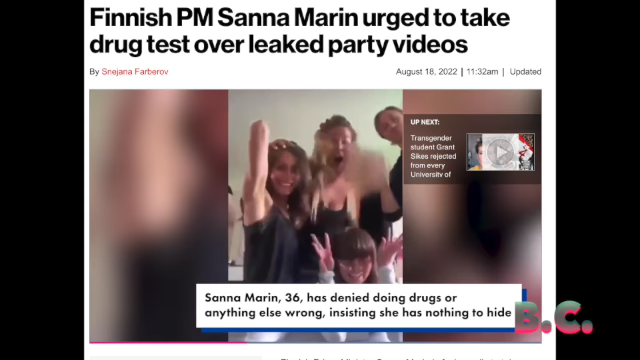 Finnish PM Sanna Marin urged to take
drug test over leaked party videos
By Snejana Farberov
August 18, 2022 | 11:32am | Updated
UP NEXT:
Transgender
student Grant
Sikes rejected
from every
University of
Sanna Marin, 36, has denied doing drugs or
anything else wrong, insisting she has nothing to hide
B.C.